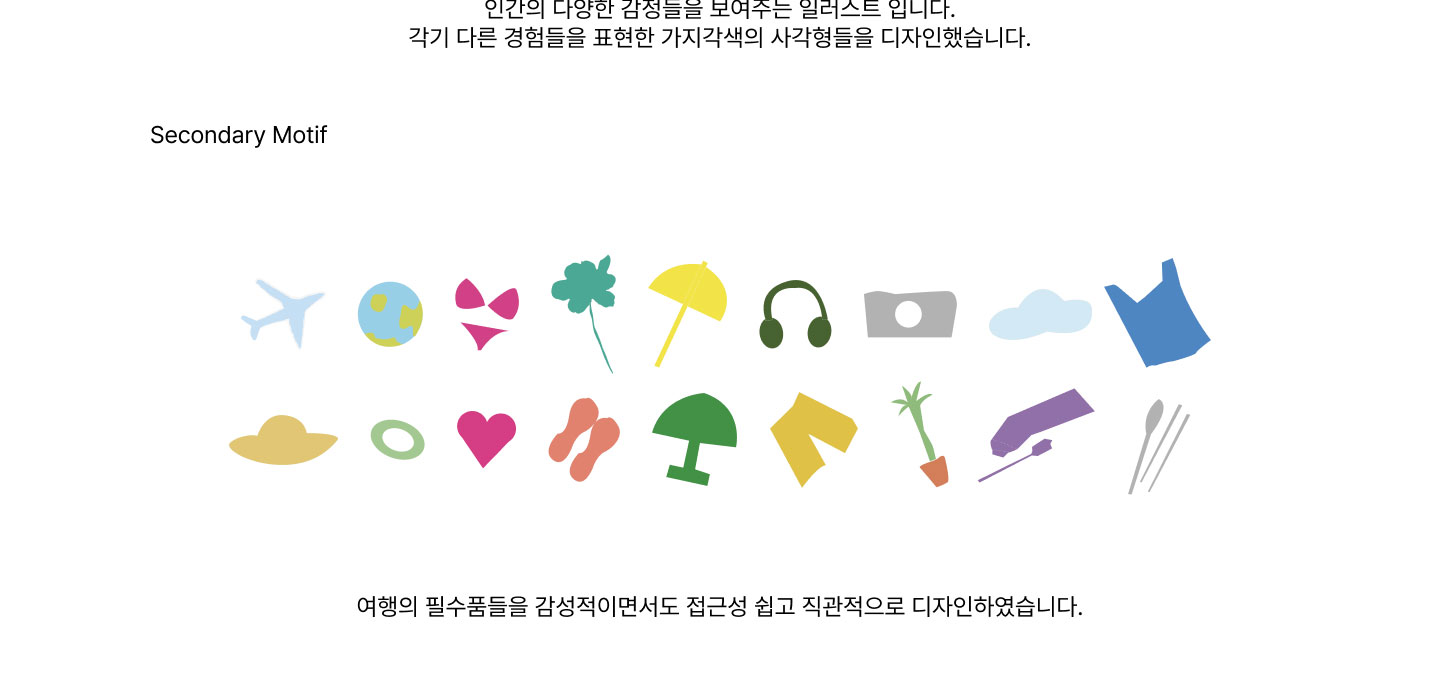 인간의 다양한 감정들을 보여주는 일러스트 입니다.
각기 다른 경험들을 표현한 가지각색의 사각형들을 디자인했습니다.
Secondary Motif
여행의 필수품들을 감성적이면서도 접근성 쉽고 직관적으로 디자인하였습니다.